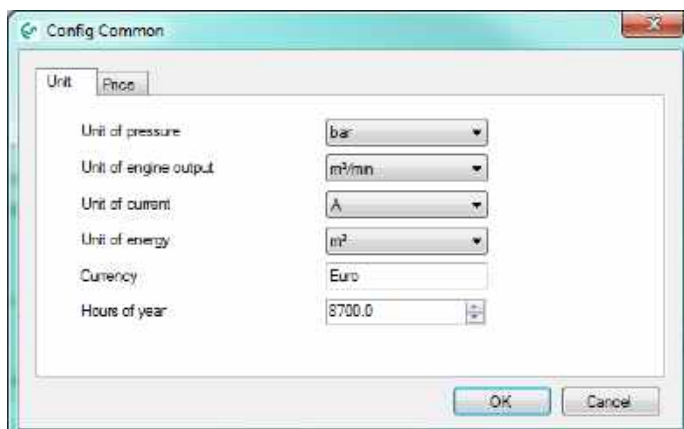 Config Common
Unit Price
Unit of pressure bar
Unit of engine output m³/min
Unit of current A
Unit of energy m³
Currency Euro
Hours of year 8700.0
OK Cancel